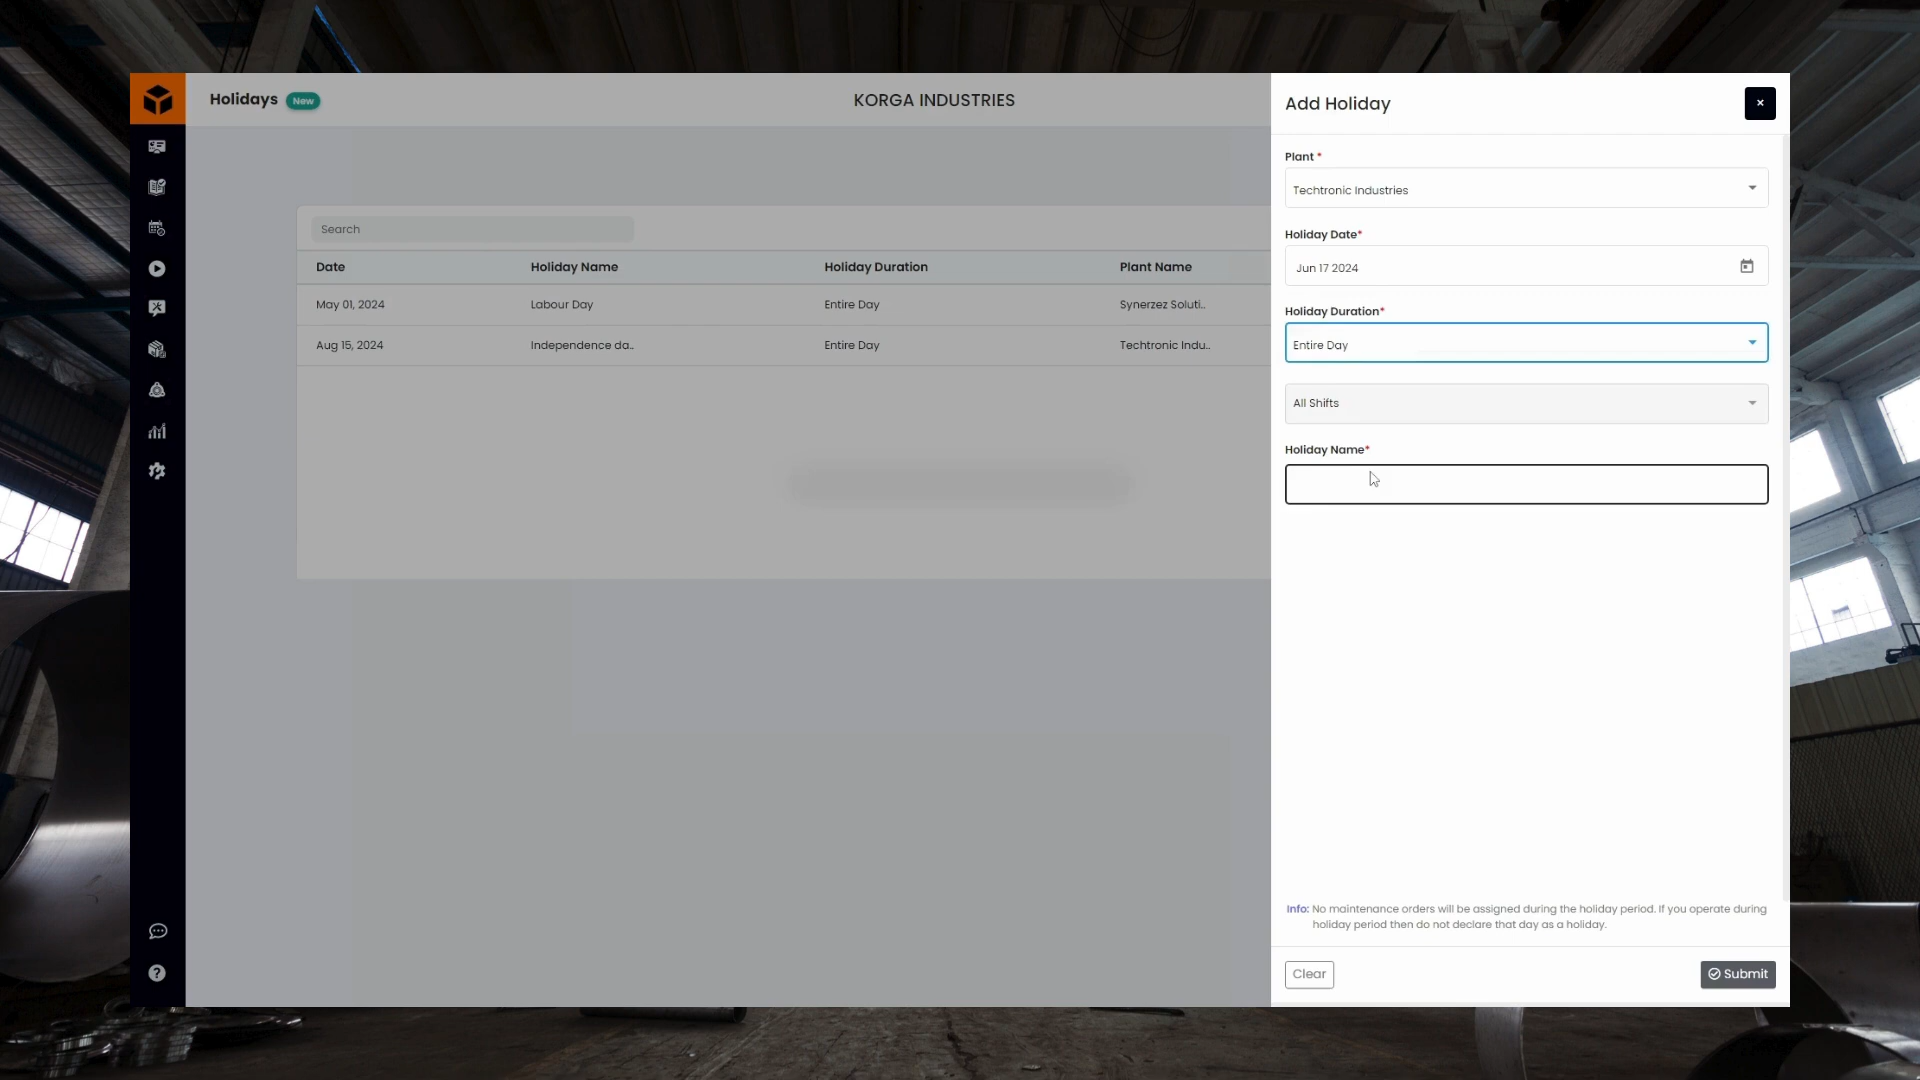 Holidays New
KORGA INDUSTRIES
Search
Date Holiday Name Holiday Duration Plant Name
May 01, 2024 Labour Day Entire Day Synerzez Soluti..
Aug 15, 2024 Independence da.. Entire Day Techtronic Indu..
Add Holiday
×
Plant *
Techtronic Industries
Holiday Date*
Jun 17 2024
Holiday Duration*
Entire Day
All Shifts
Holiday Name*
Info: No maintenance orders will be assigned during the holiday period. If you operate during
holiday period then do not declare that day as a holiday.
Clear
Submit